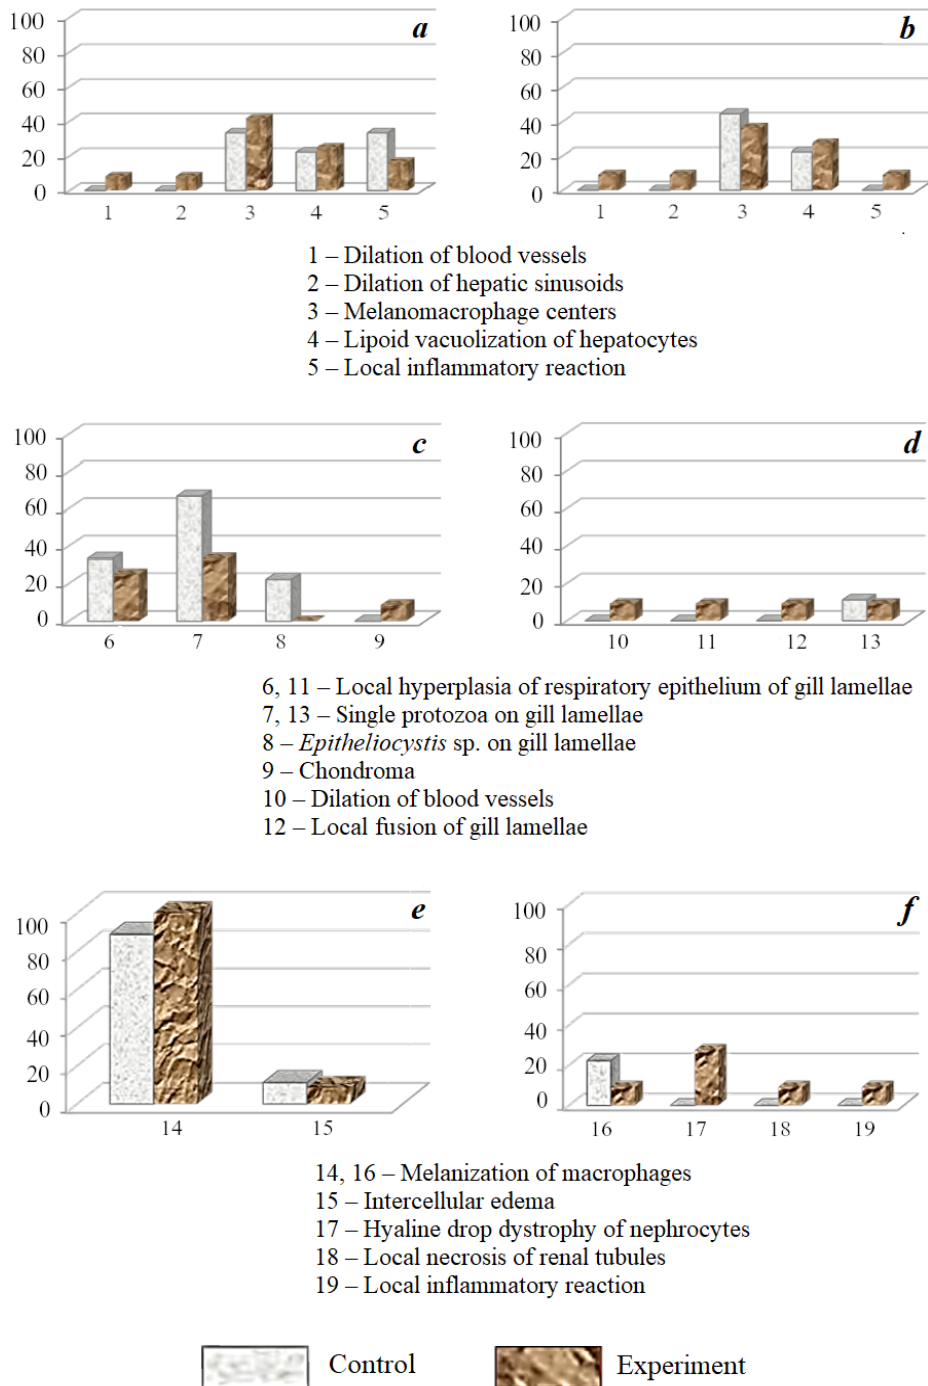 a
100
80
60
40
20
0
1 2 3 4 5
b
100
80
60
40
20
0
1 2 3 4 5
1 – Dilation of blood vessels
2 – Dilation of hepatic sinusoids
3 – Melanomacrophage centers
4 – Lipoid vacuolization of hepatocytes
5 – Local inflammatory reaction
c
100
80
60
40
20
0
6 7 8 9
d
100
80
60
40
20
0
10 11 12 13
6, 11 – Local hyperplasia of respiratory epithelium of gill lamellae
7, 13 – Single protozoa on gill lamellae
8 – Epitheliocystis sp. on gill lamellae
9 – Chondroma
10 – Dilation of blood vessels
12 – Local fusion of gill lamellae
e
100
80
60
40
20
0
14 15
f
100
80
60
40
20
0
16 17 18 19
14, 16 – Melanization of macrophages
15 – Intercellular edema
17 – Hyaline drop dystrophy of nephrocytes
18 – Local necrosis of renal tubules
19 – Local inflammatory reaction
Control Experiment